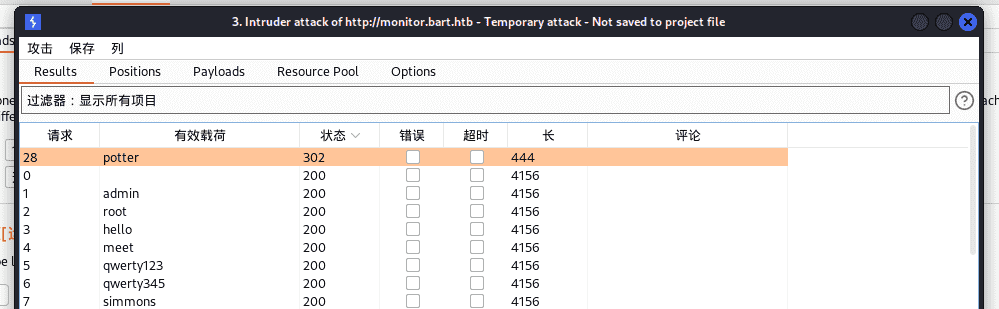 3. Intruder attack of http://monitor.bart.htb - Temporary attack - Not saved to project file
攻击 保存 列
Results Positions Payloads Resource Pool Options
过滤器：显示所有项目 ?
请求 有效载荷 状态 错误 超时 长 评论
28 potter 302 444
0 200 4156
1 admin 200 4156
2 root 200 4156
3 hello 200 4156
4 meet 200 4156
5 qwerty123 200 4156
6 qwerty345 200 4156
7 simmons 200 4156